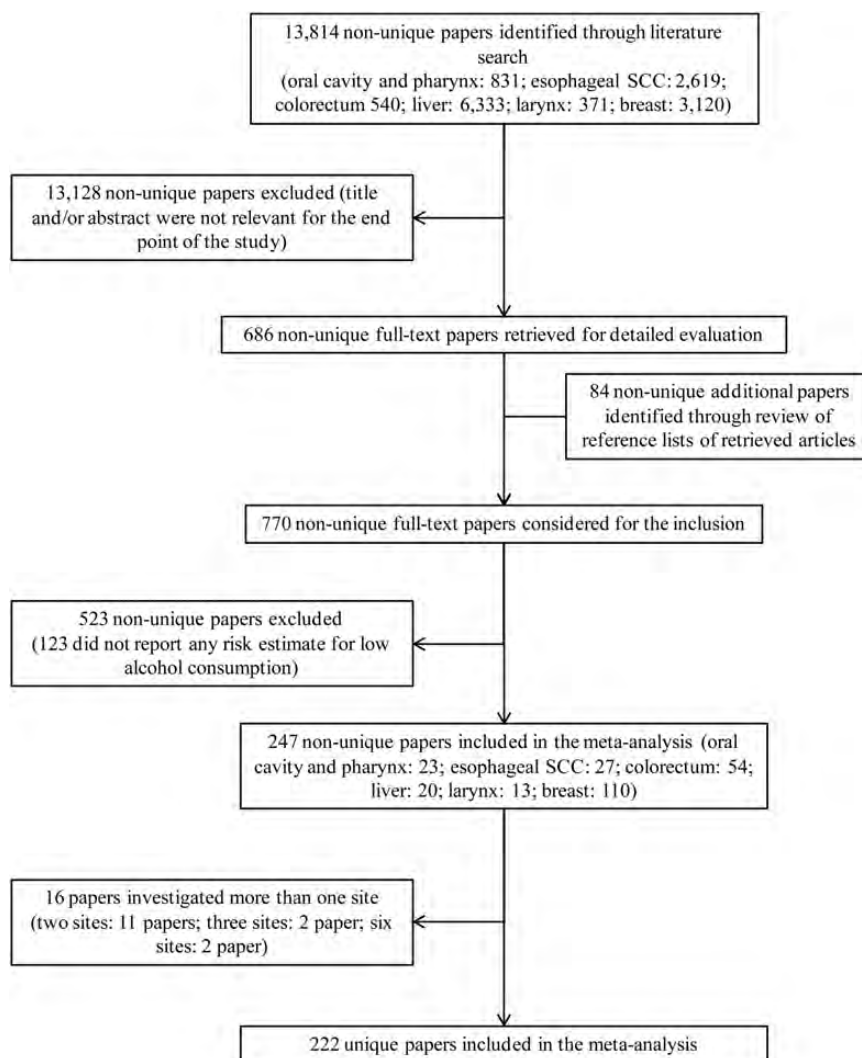 13,814 non-unique papers identified through literature
search
(oral cavity and pharynx: 831; esophageal SCC: 2,619;
colorectum 540; liver: 6,333; larynx: 371; breast: 3,120)
13,128 non-unique papers excluded (title
and/or abstract were not relevant for the end
point of the study)
686 non-unique full-text papers retrieved for detailed evaluation
84 non-unique additional papers
identified through review of
reference lists of retrieved articles
770 non-unique full-text papers considered for the inclusion
523 non-unique papers excluded
(123 did not report any risk estimate for low
alcohol consumption)
247 non-unique papers included in the meta-analysis (oral
cavity and pharynx: 23; esophageal SCC: 27; colorectum: 54;
liver: 20; larynx: 13; breast: 110)
16 papers investigated more than one site
(two sites: 11 papers; three sites: 2 paper; six
sites: 2 paper)
222 unique papers included in the meta-analysis